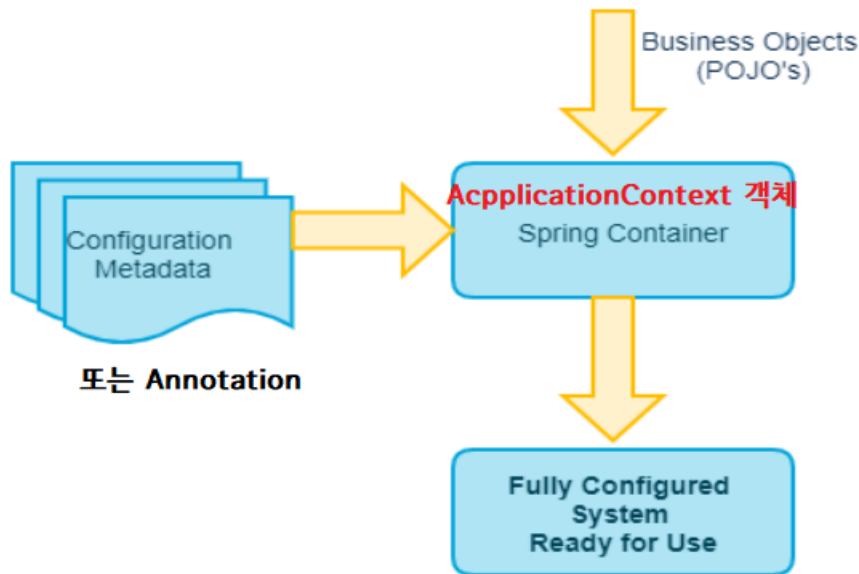 Business Objects
(POJO's)
AcpplicationContext 객체
Spring Container
Configuration
Metadata
또는 Annotation
Fully Configured
System
Ready for Use